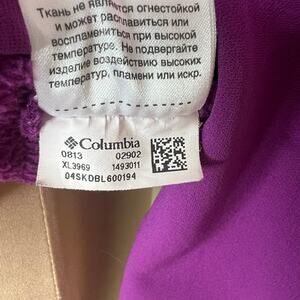 Ткань не является огнестойкой
и может расплавиться или
воспламениться при высокой
температуре. Не подвергайте
изделие воздействию высоких
температур, пламени или искр.
Columbia
0813 02902
XL3969 1493011
04SKDBL600194